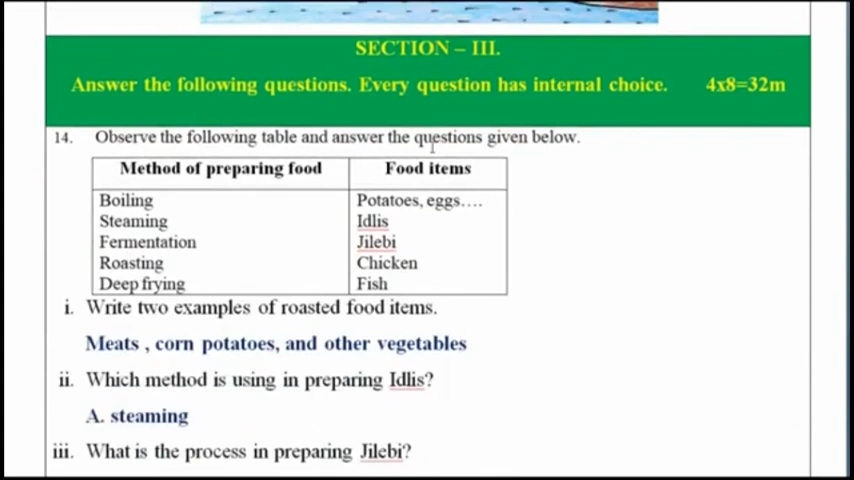 SECTION – III.
Answer the following questions. Every question has internal choice. 4x8=32m
14. Observe the following table and answer the questions given below.
Method of preparing food Food items
Boiling Potatoes, eggs....
Steaming Idlis
Fermentation Jilebi
Roasting Chicken
Deep frying Fish
i. Write two examples of roasted food items.
Meats , corn potatoes, and other vegetables
ii. Which method is using in preparing Idlis?
A. steaming
iii. What is the process in preparing Jilebi?